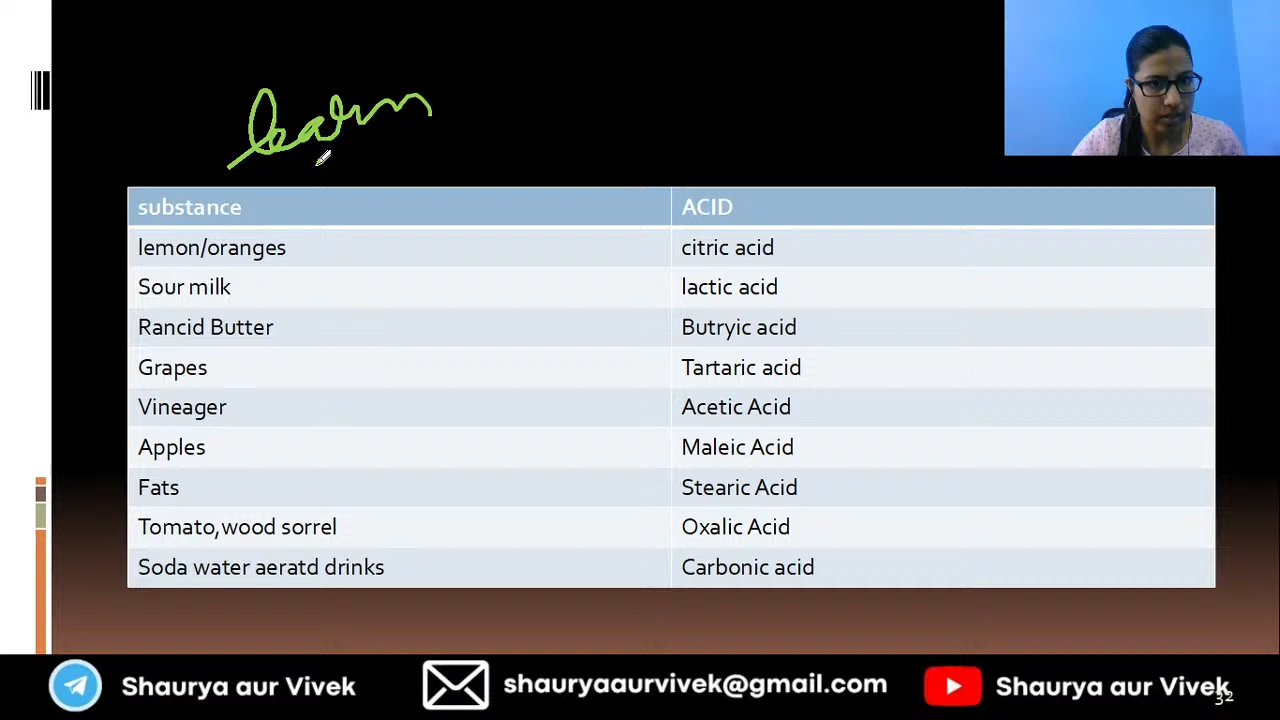 learn
substance ACID
lemon/oranges citric acid
Sour milk lactic acid
Rancid Butter Butryic acid
Grapes Tartaric acid
Vineager Acetic Acid
Apples Maleic Acid
Fats Stearic Acid
Tomato,wood sorrel Oxalic Acid
Soda water aeratd drinks Carbonic acid
Shaurya aur Vivek shauryaaurvivek@gmail.com Shaurya aur Vivek
32